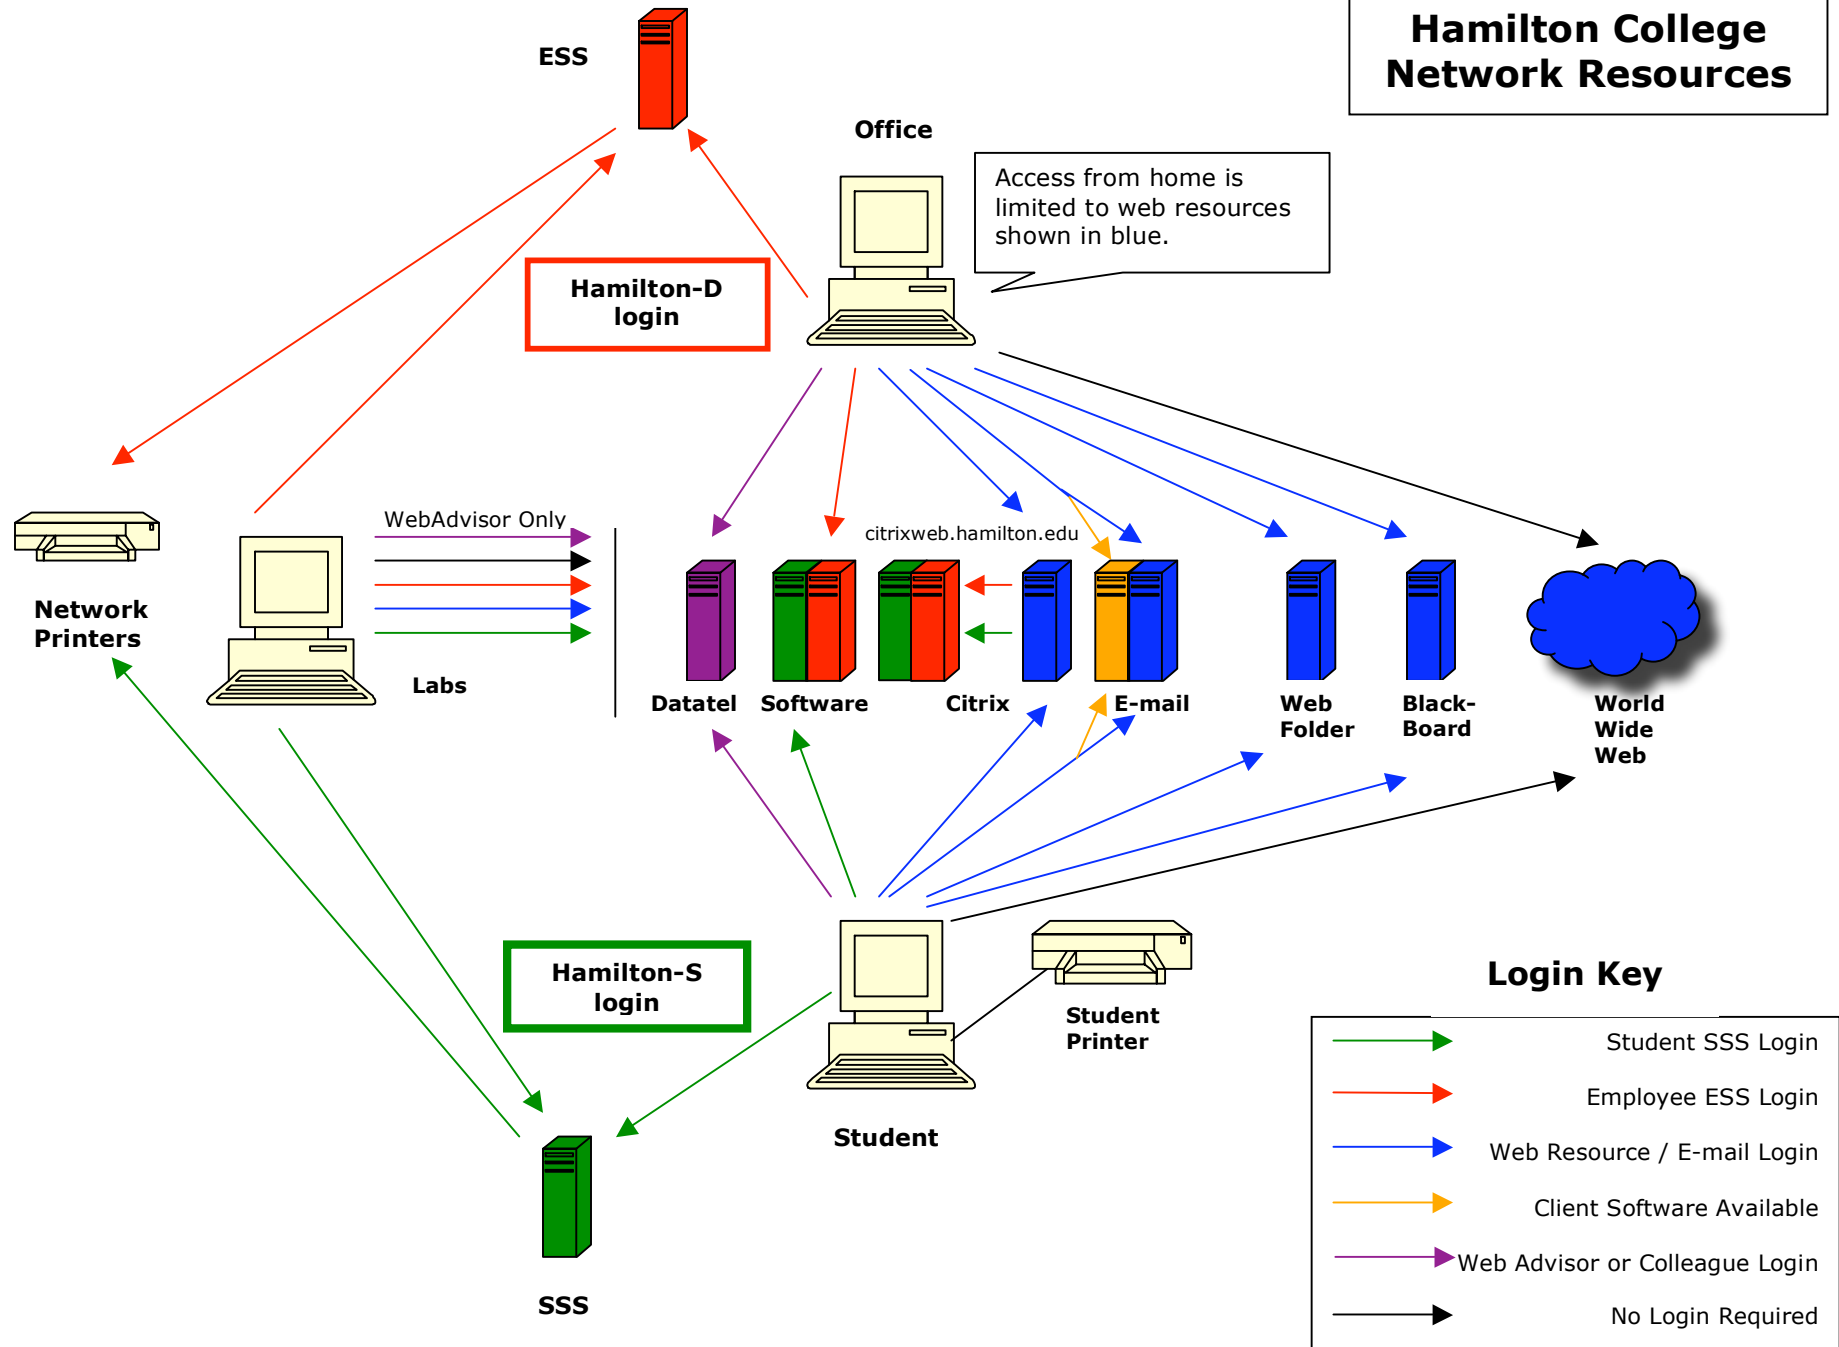 Hamilton College
Network Resources
ESS
Office
Access from home is
limited to web resources
shown in blue.
Hamilton-D
login
WebAdvisor Only
citrixweb.hamilton.edu
Network
Printers
Labs
Datatel
Software
Citrix
E-mail
Web
Folder
Black-
Board
World
Wide
Web
Hamilton-S
login
Student
Printer
Student
SSS
Login Key
Student SSS Login
Employee ESS Login
Web Resource / E-mail Login
Client Software Available
Web Advisor or Colleague Login
No Login Required